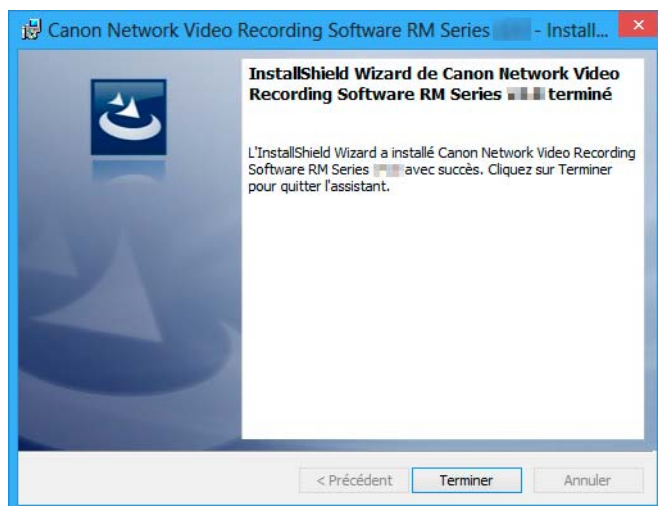 Canon Network Video Recording Software RM Series - Install...
InstallShield Wizard de Canon Network Video
Recording Software RM Series terminé
L'InstallShield Wizard a installé Canon Network Video Recording
Software RM Series avec succès. Cliquez sur Terminer
pour quitter l'assistant.
< Précédent Terminer Annuler